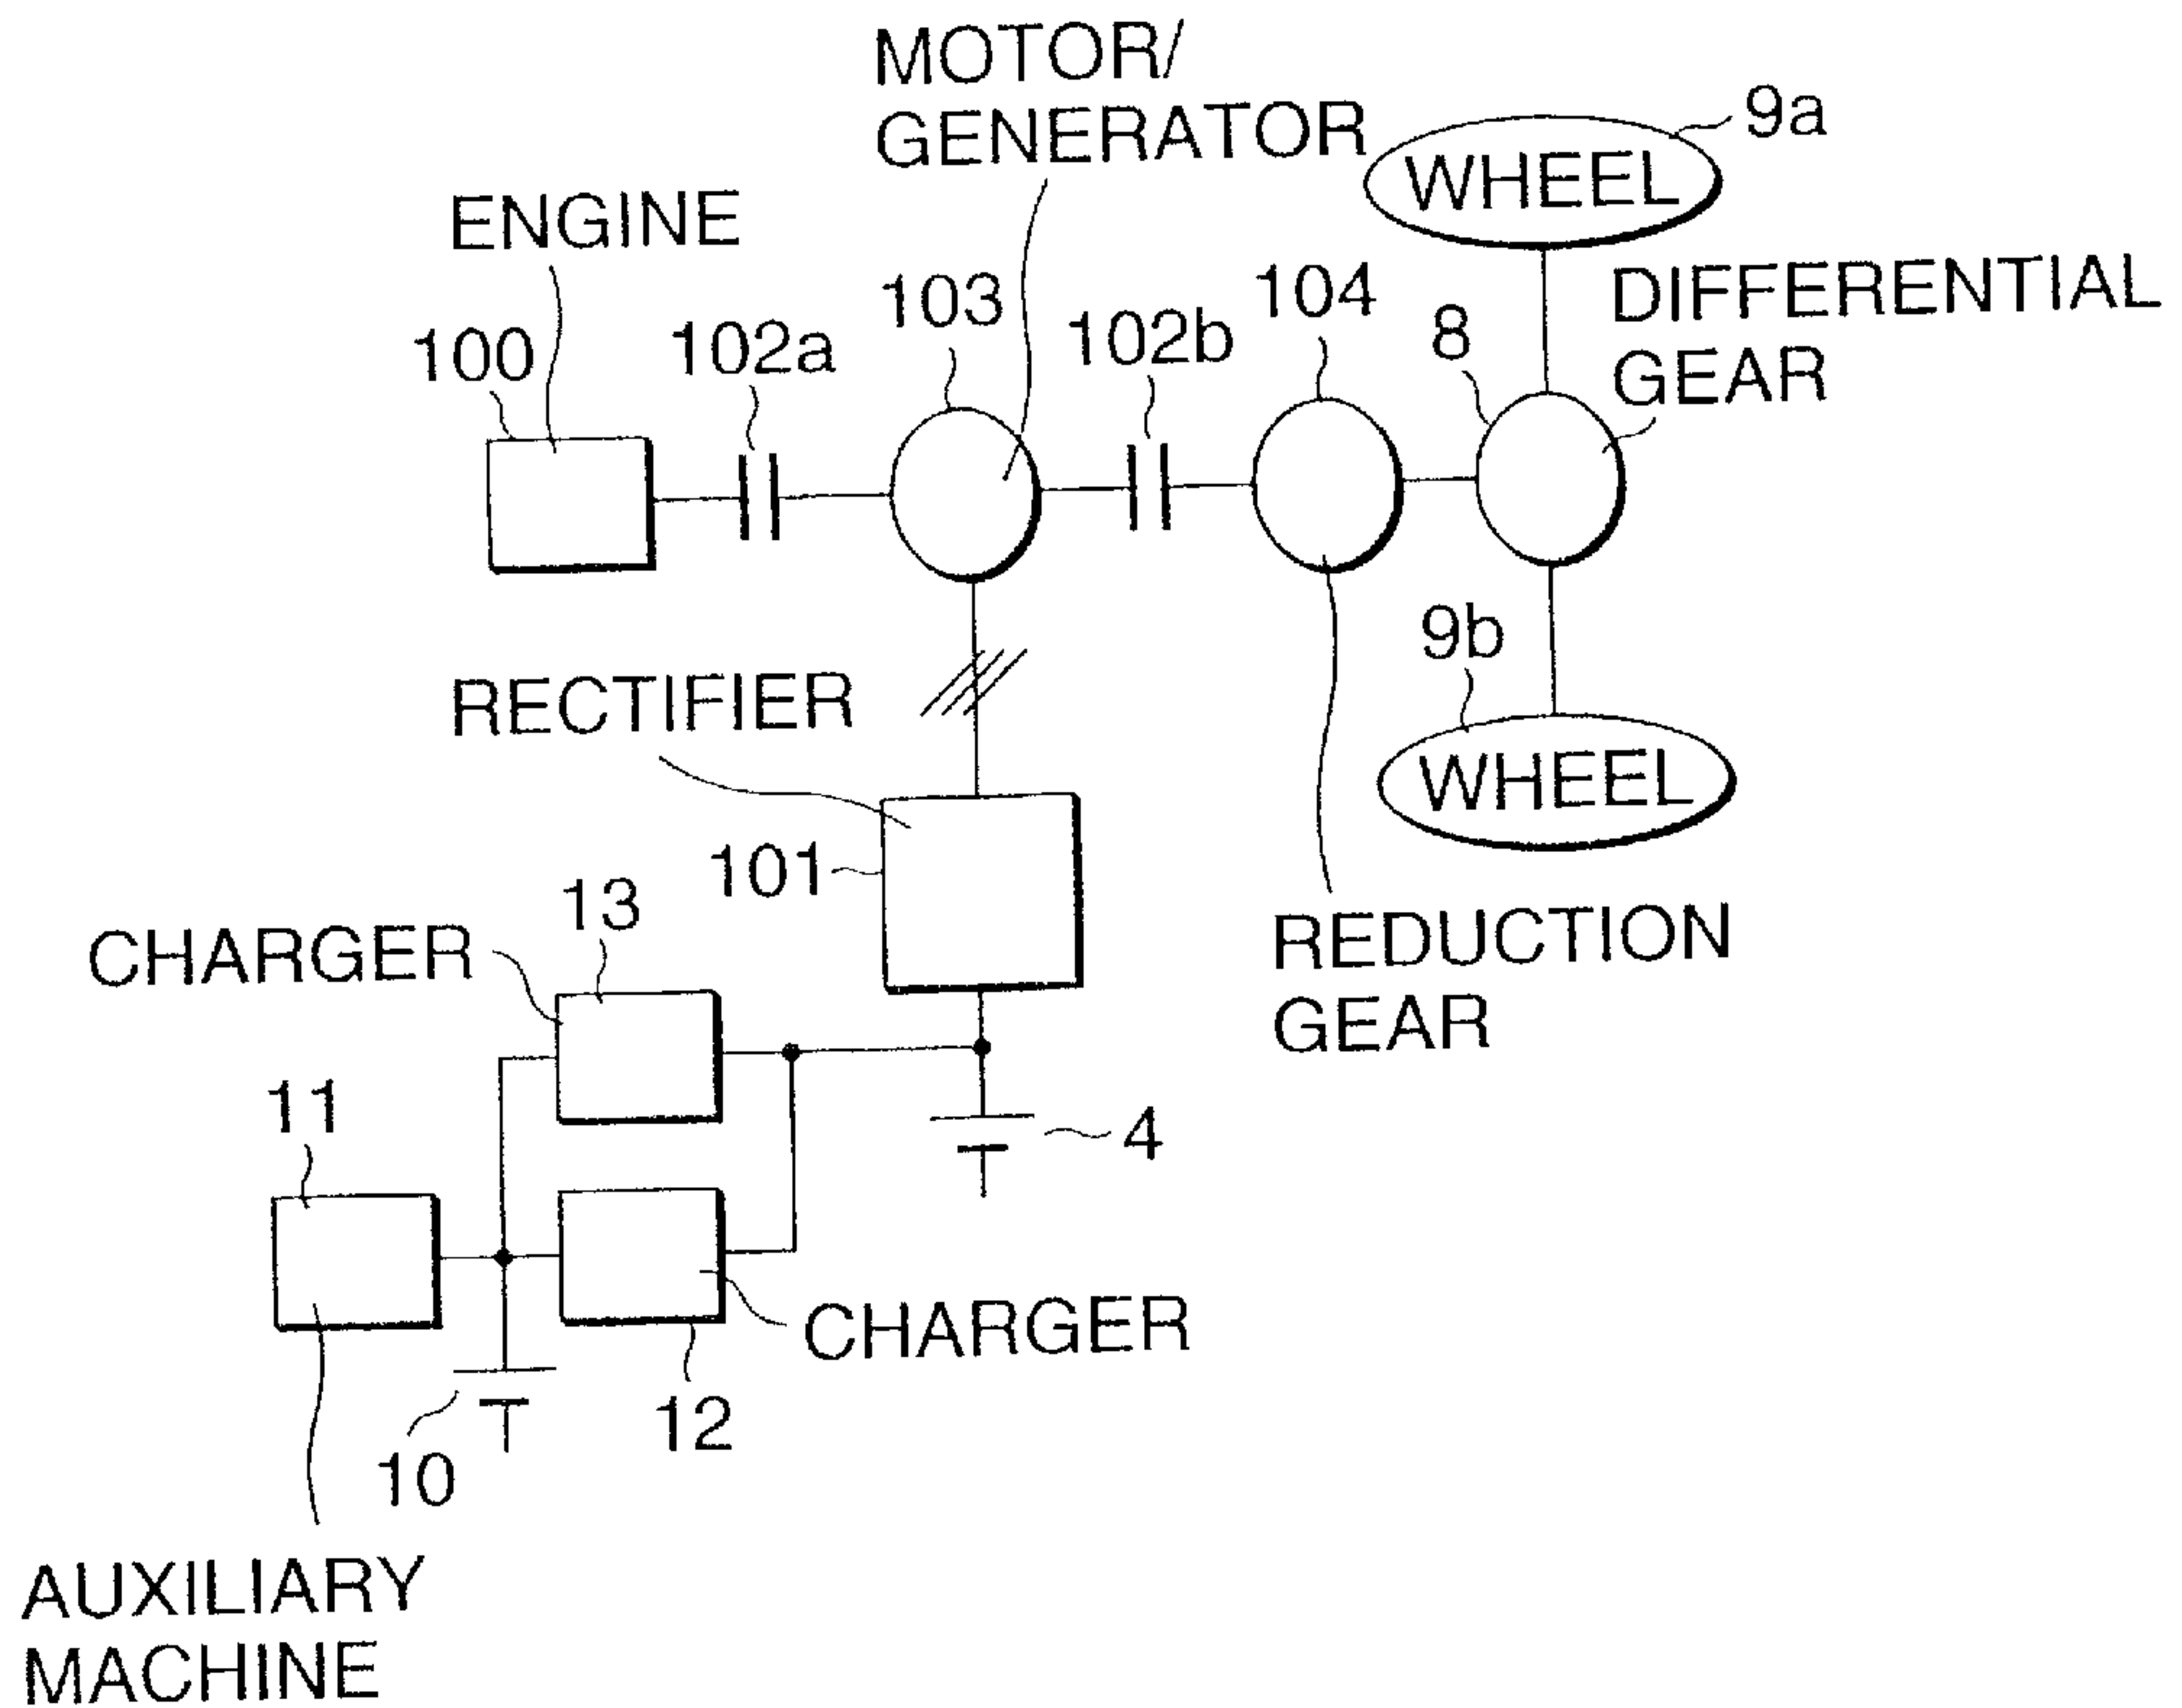 MOTOR/
GENERATOR
9a
WHEEL
ENGINE
103
104
8
DIFFERENTIAL
GEAR
100
102a
102b
9b
WHEEL
RECTIFIER
101
13
CHARGER
REDUCTION
GEAR
11
4
CHARGER
12
10
AUXILIARY
MACHINE